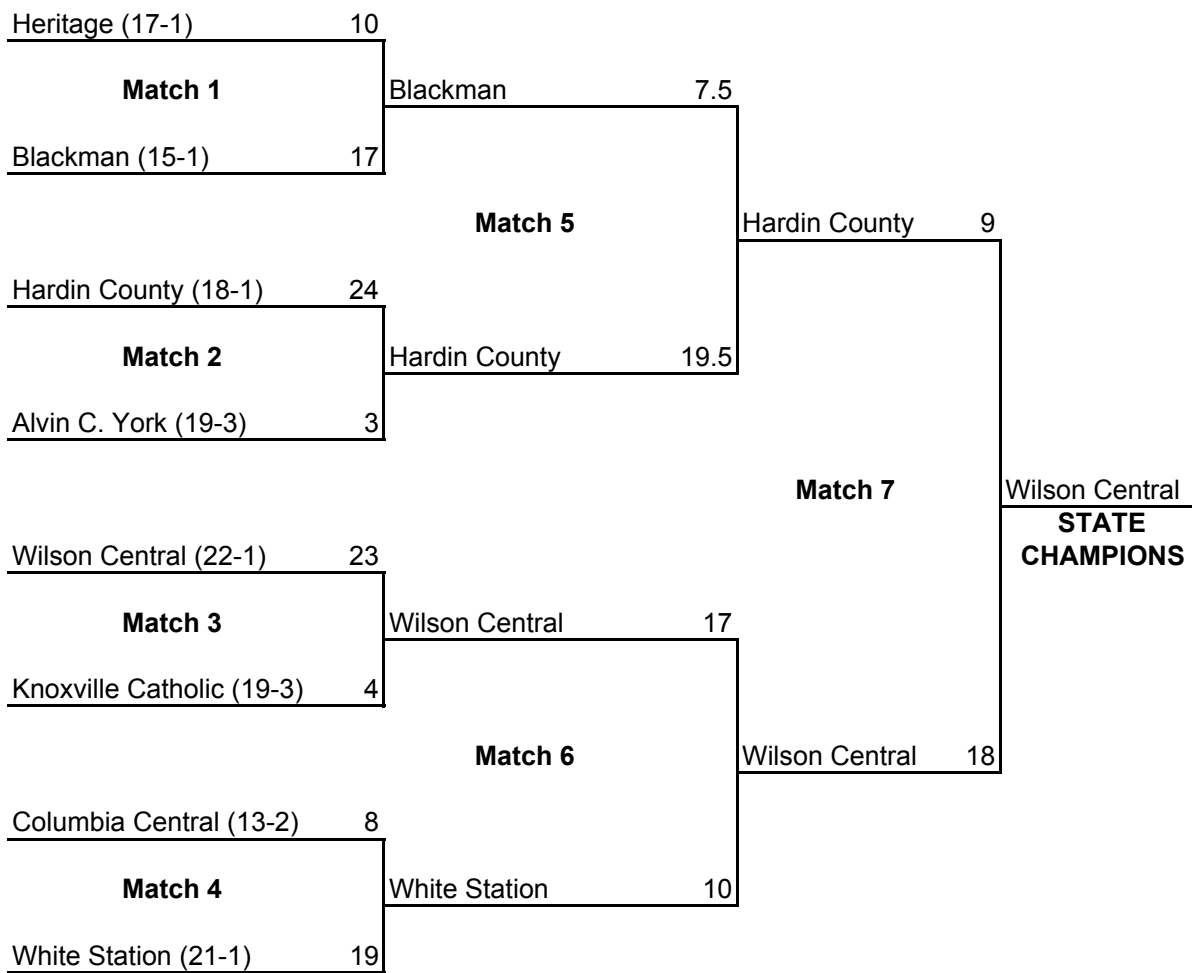 Heritage (17-1) 10
Match 1 Blackman 7.5
Blackman (15-1) 17
Match 5 Hardin County 9
Hardin County (18-1) 24
Match 2 Hardin County 19.5
Alvin C. York (19-3) 3
Match 7 Wilson Central
STATE
Wilson Central (22-1) 23 CHAMPIONS
Match 3 Wilson Central 17
Knoxville Catholic (19-3) 4
Match 6 Wilson Central 18
Columbia Central (13-2) 8
Match 4 White Station 10
White Station (21-1) 19